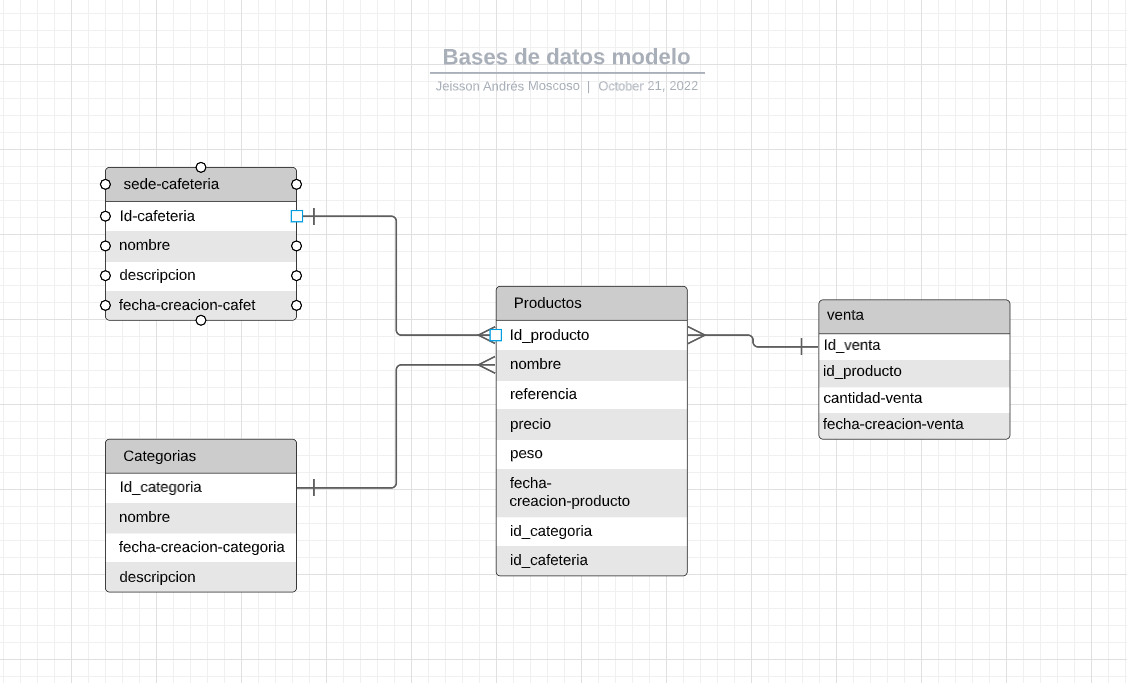 Bases de datos modelo
Jeisson Andrés Moscoso | October 21, 2022
sede-cafeteria
Id-cafeteria
nombre
descripcion
fecha-creacion-cafet
Categorias
Id_categoria
nombre
fecha-creacion-categoria
descripcion
Productos
Id_producto
nombre
referencia
precio
peso
fecha-
creacion-producto
id_categoria
id_cafeteria
venta
Id_venta
id_producto
cantidad-venta
fecha-creacion-venta